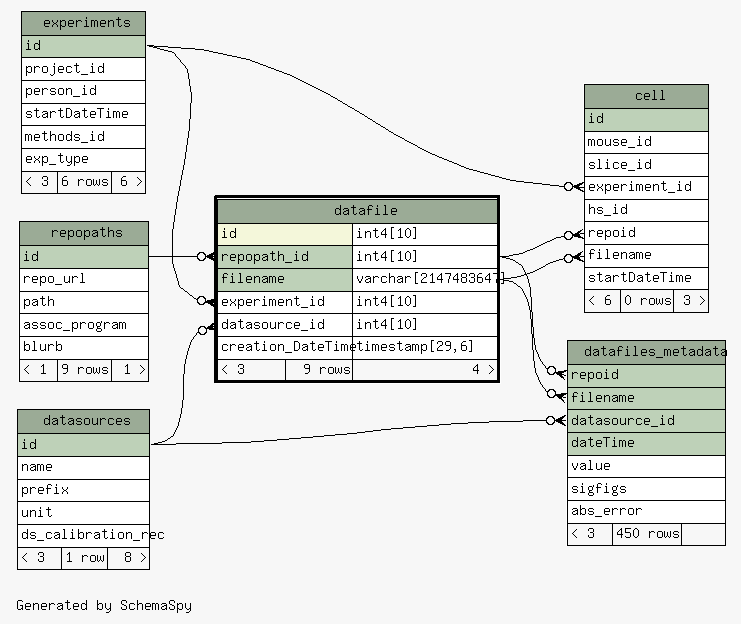 experiments
id
project_id
person_id
startDateTime
methods_id
exp_type
< 3 6 rows 6 >
repopaths
id
repo_url
path
assoc_program
blurb
< 1 9 rows 1 >
datasources
id
name
prefix
unit
ds_calibration_rec
< 3 1 row 8 >
datafile
id int4[10]
repopath_id int4[10]
filename varchar[2147483647]
experiment_id int4[10]
datasource_id int4[10]
creation_DateTime timestamp[29,6]
< 3 9 rows 4 >
cell
id
mouse_id
slice_id
experiment_id
hs_id
repoid
filename
startDateTime
< 6 0 rows 3 >
datafiles_metadata
repoid
filename
datasource_id
dateTime
value
sigfigs
abs_error
< 3 450 rows
Generated by SchemaSpy